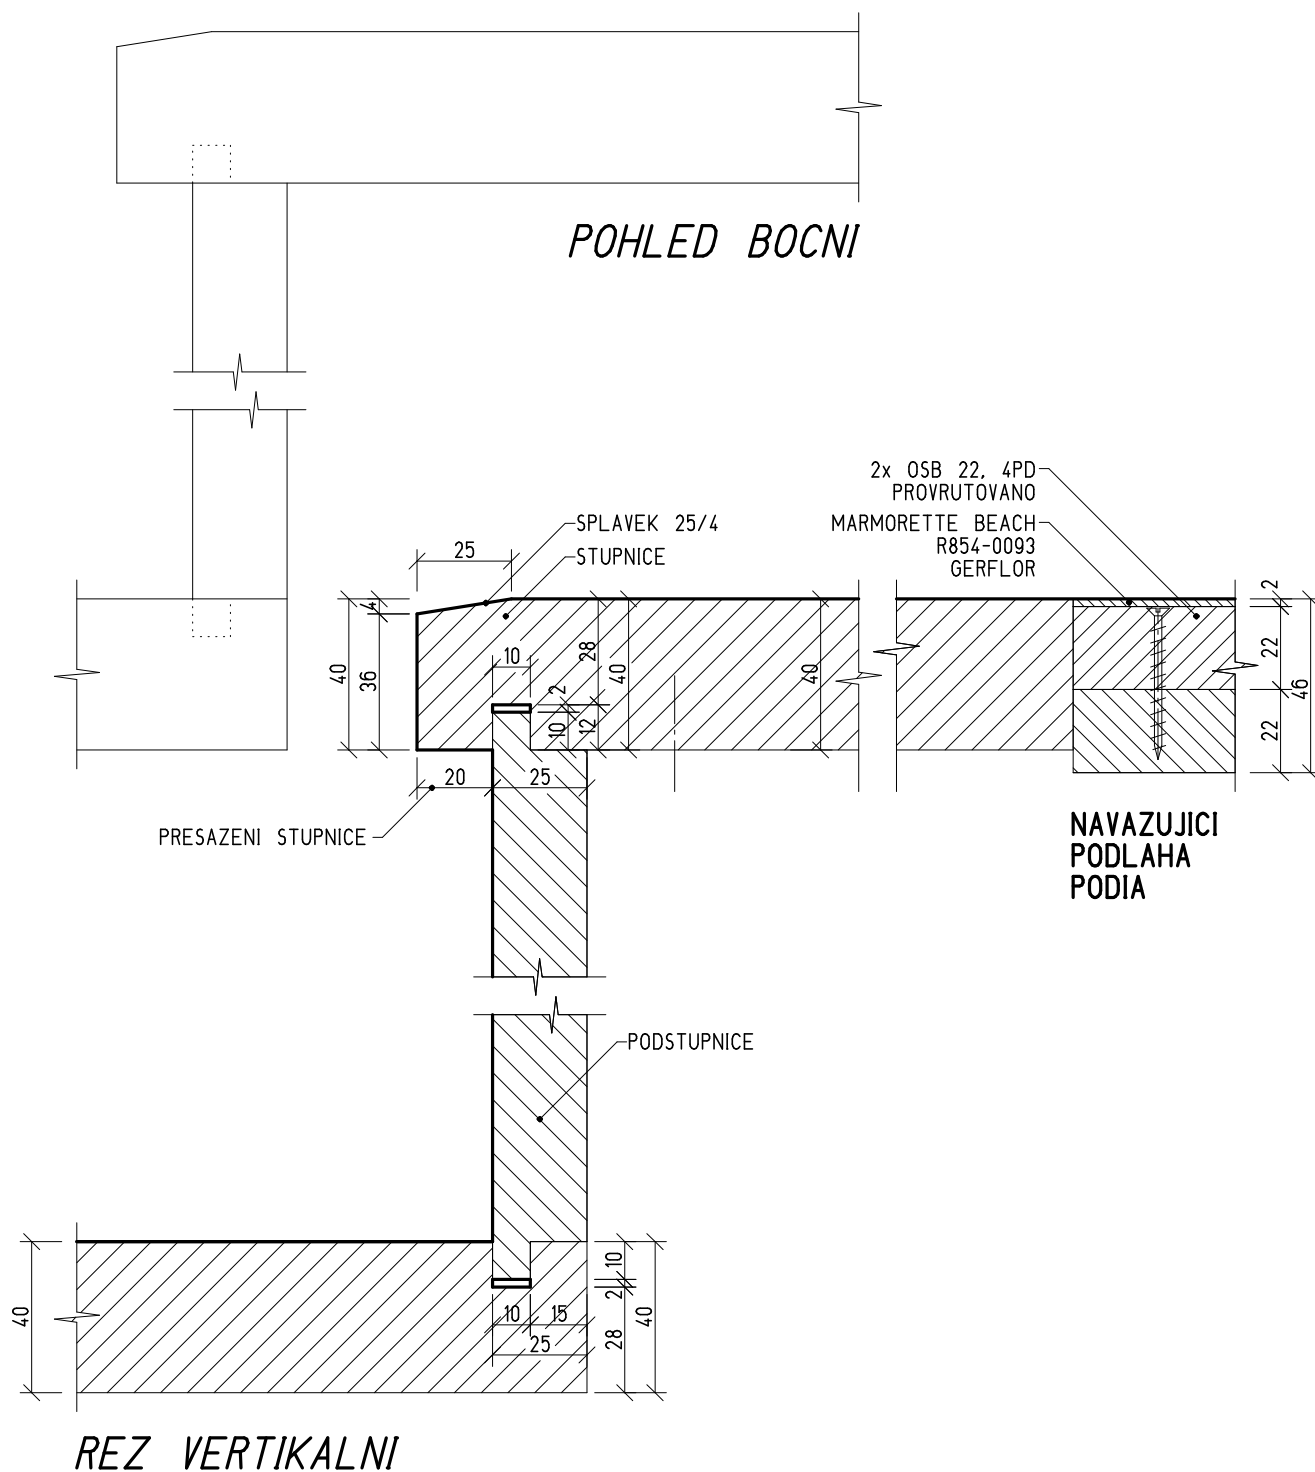 POHLED BOCNI
2x OSB 22, 4PD
PROVRUTOVANO
MARMORETTE BEACH
R854-0093
GERFLOR
SPLAVEK 25/4
STUPNICE
25
4
40
36
10
28
40
2
10
12
40
2
22
46
22
20
25
PRESAZENI STUPNICE
NAVAZUJICI
PODLAHA
PODIA
PODSTUPNICE
40
10
2
28
40
10
15
25
REZ VERTIKALNI